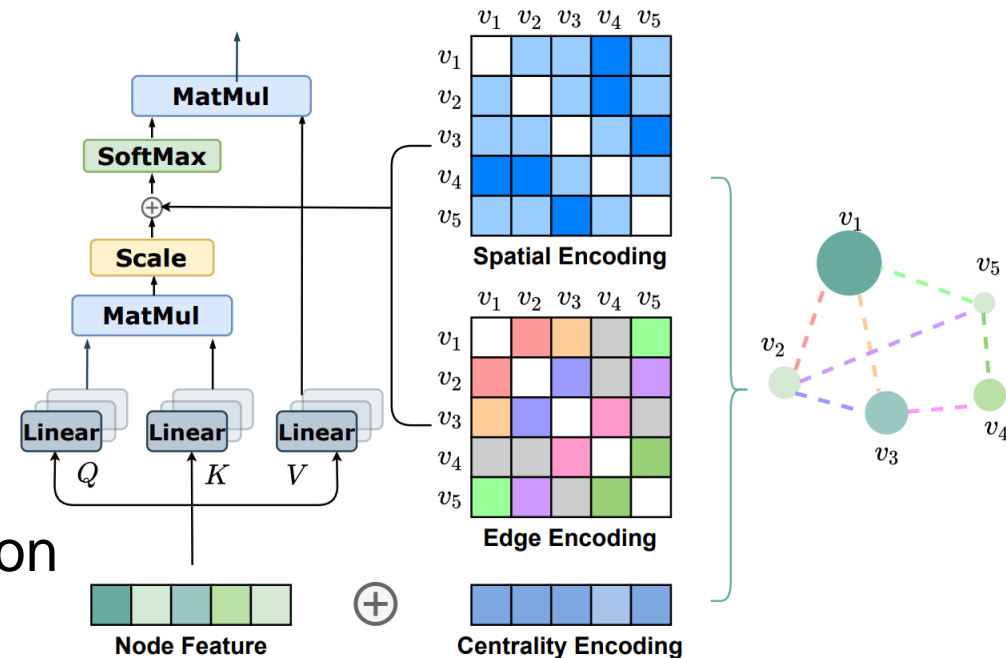 MatMul
SoftMax
+
Scale
MatMul
Linear Linear Linear
Q K V
on
Node Feature
+
v1 v2 v3 v4 v5
v1
v2
v3
v4
v5
Spatial Encoding
v1 v2 v3 v4 v5
v1
v2
v3
v4
v5
Edge Encoding
Centrality Encoding
v1
v5
v2
v4
v3